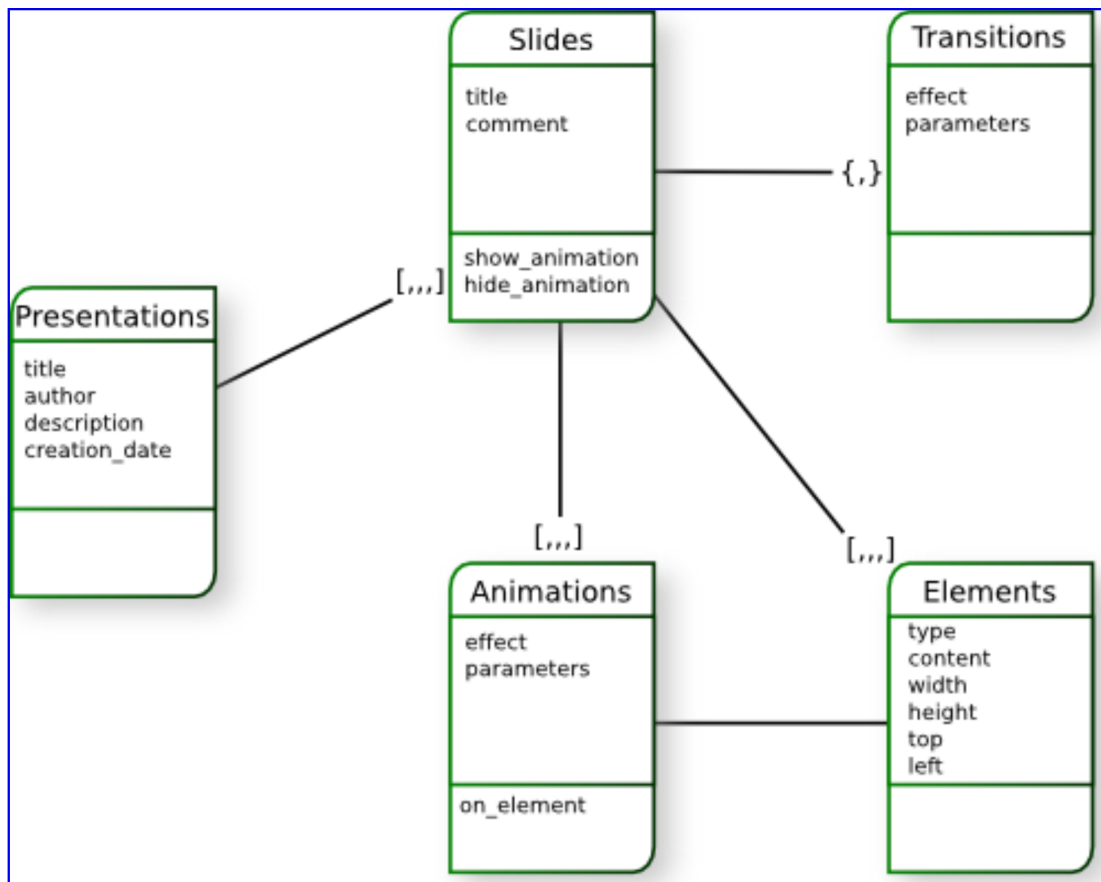 Slides
title
comment
show_animation
hide_animation
Transitions
effect
parameters
{,}
[,,,]
Presentations
title
author
description
creation_date
[,,,]
[,,,]
Animations
effect
parameters
on_element
Elements
type
content
width
height
top
left